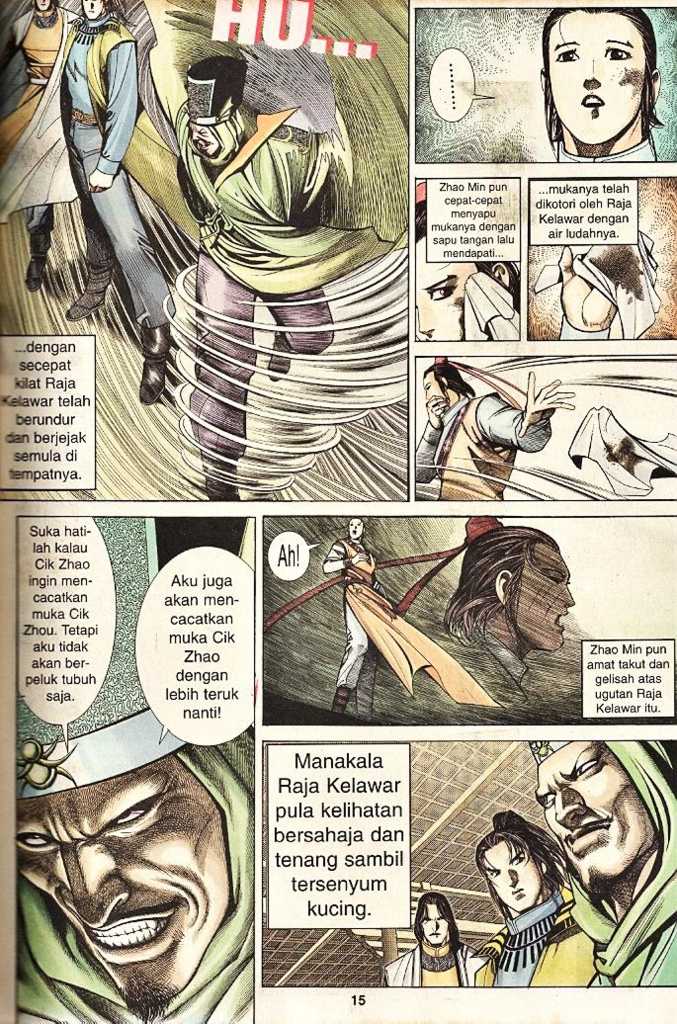 HU....
...dengan
secepat
kilat Raja
Kelawar telah
berundur
dan berjejak
semula di
tempatnya.
.......
Zhao Min pun
cepat-cepat
menyapu
mukanya dengan
sapu tangan lalu
mendapati...
...mukanya telah
dikotori oleh Raja
Kelawar dengan
air ludahnya.
Suka hati-
lah kalau
Cik Zhao
ingin men-
cacatkan
muka Cik
Zhou. Tetapi
aku tidak
akan ber-
peluk tubuh
saja.
Aku juga
akan men-
cacatkan
muka Cik
Zhao
dengan
lebih teruk
nanti!
Ah!
Zhao Min pun
amat takut dan
gelisah atas
ugutan Raja
Kelawar itu.
Manakala
Raja Kelawar
pula kelihatan
bersahaja dan
tenang sambil
tersenyum
kucing.
15